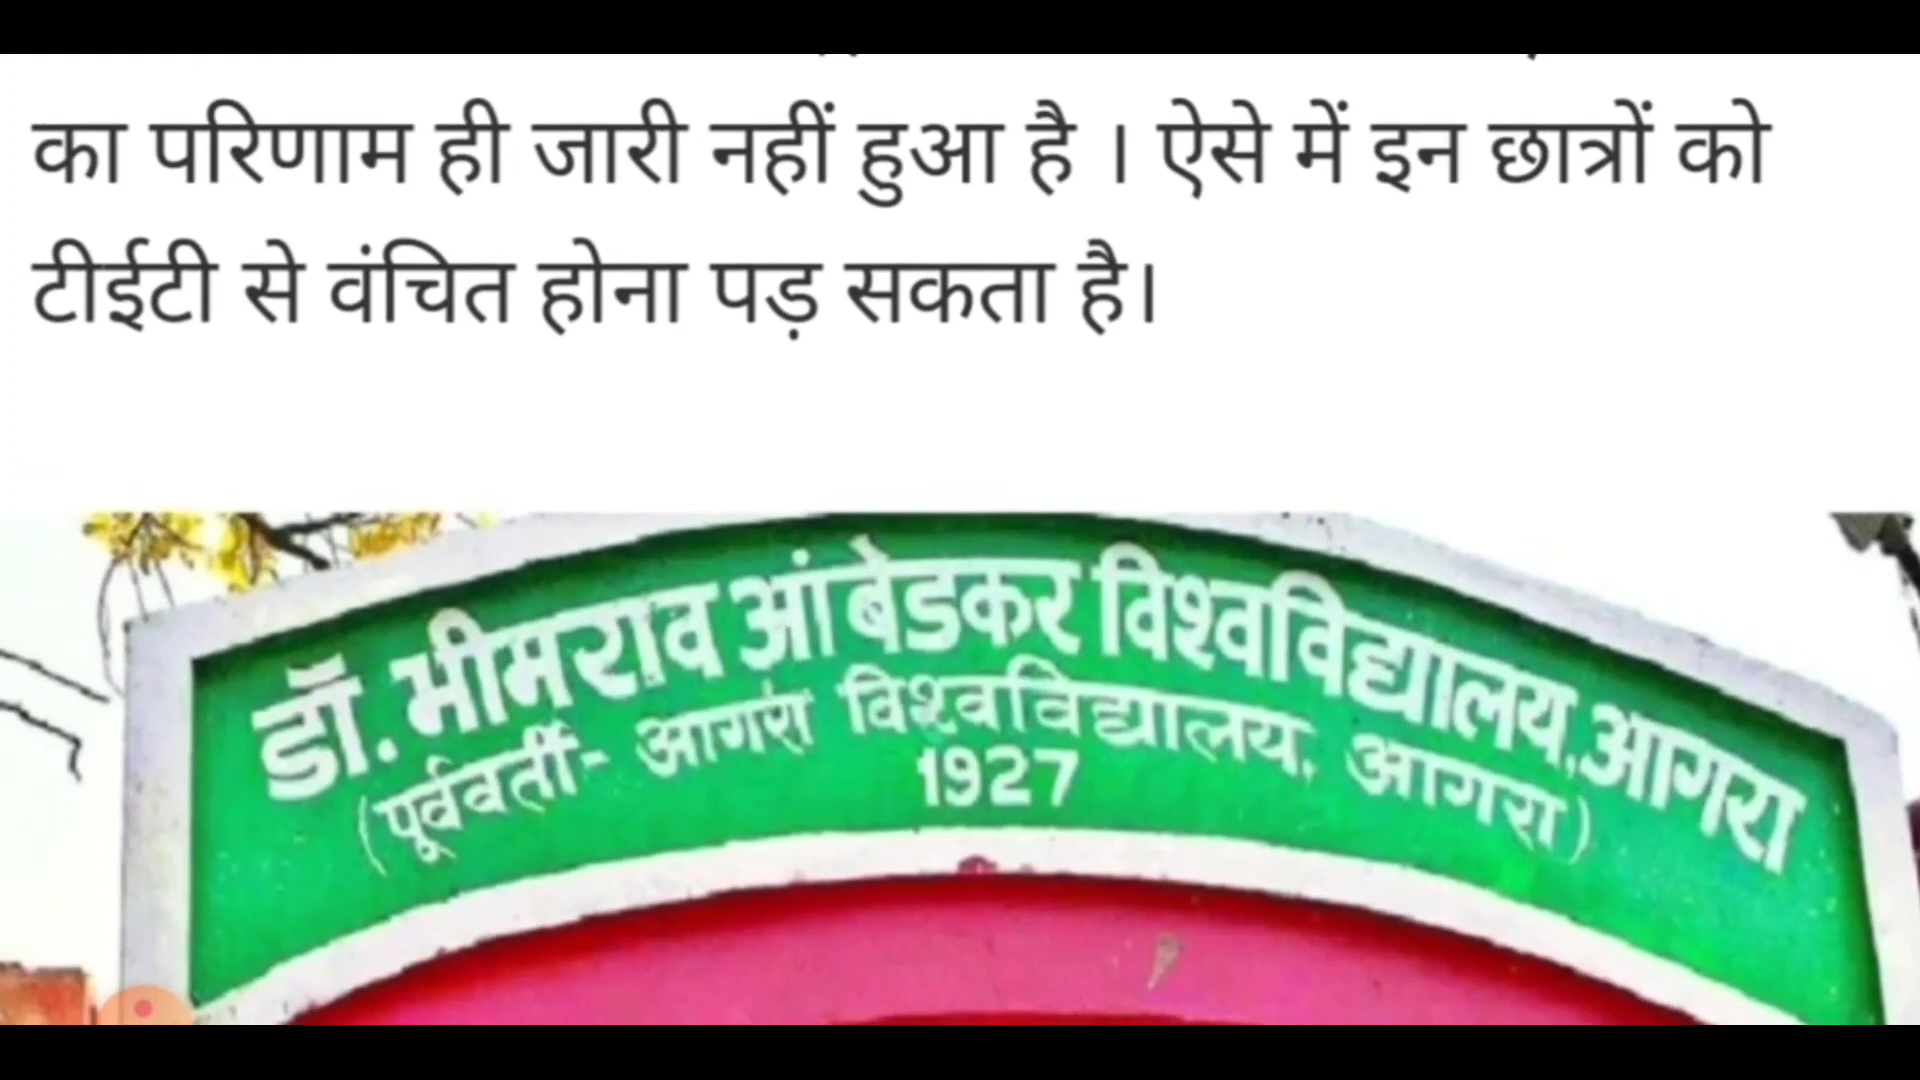 का परिणाम ही जारी नहीं हुआ है । ऐसे में इन छात्रों को
टीईटी से वंचित होना पड़ सकता है।
डॉ. भीमराव आंबेडकर विश्वविद्यालय, आगरा
(पूर्ववर्ती- आगरा विश्वविद्यालय, आगरा)
1927